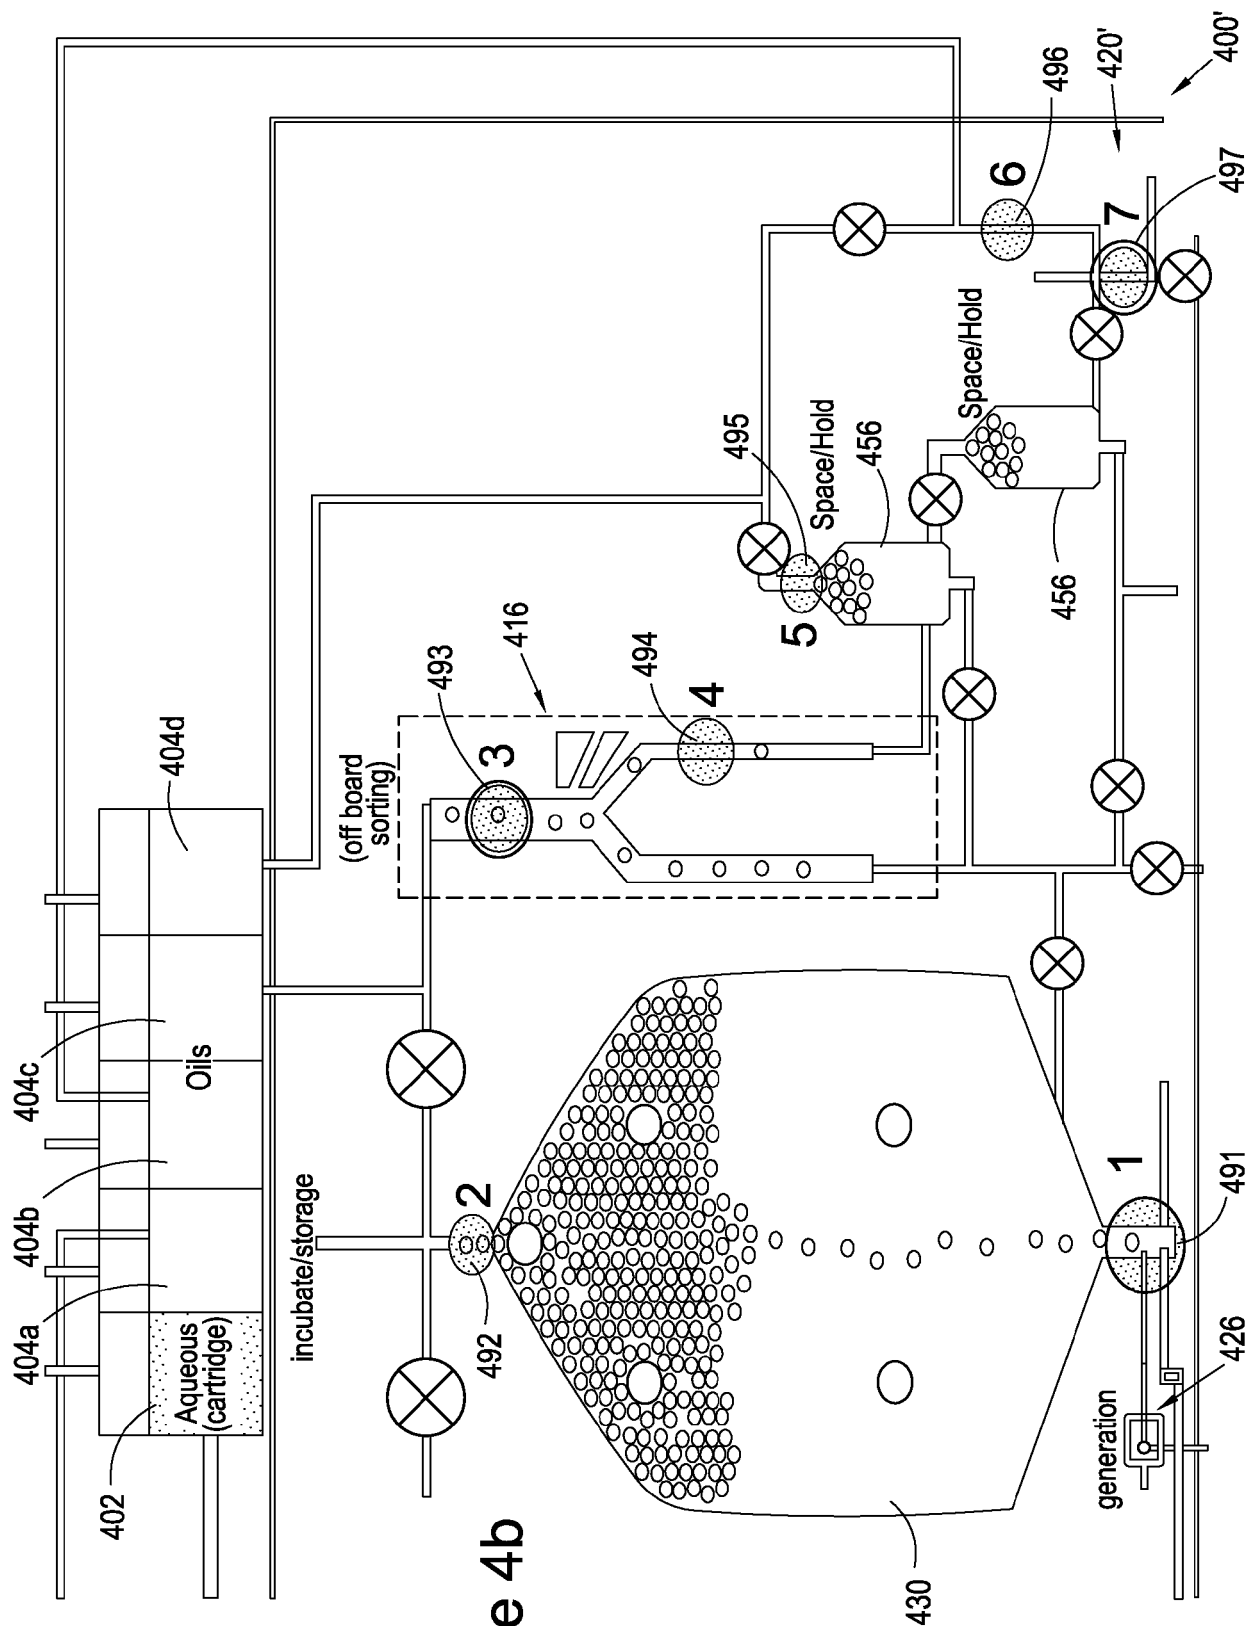 404a
404b
404c
402
404d
Aqueous
(cartridge)
Oils
incubate/storage
(off board
sorting)
493
2
492
3
e 4b
416
494
4
495
5
Space/Hold
456
430
Space/Hold
6
496
456
generation
1
7
420'
426
491
497
400'